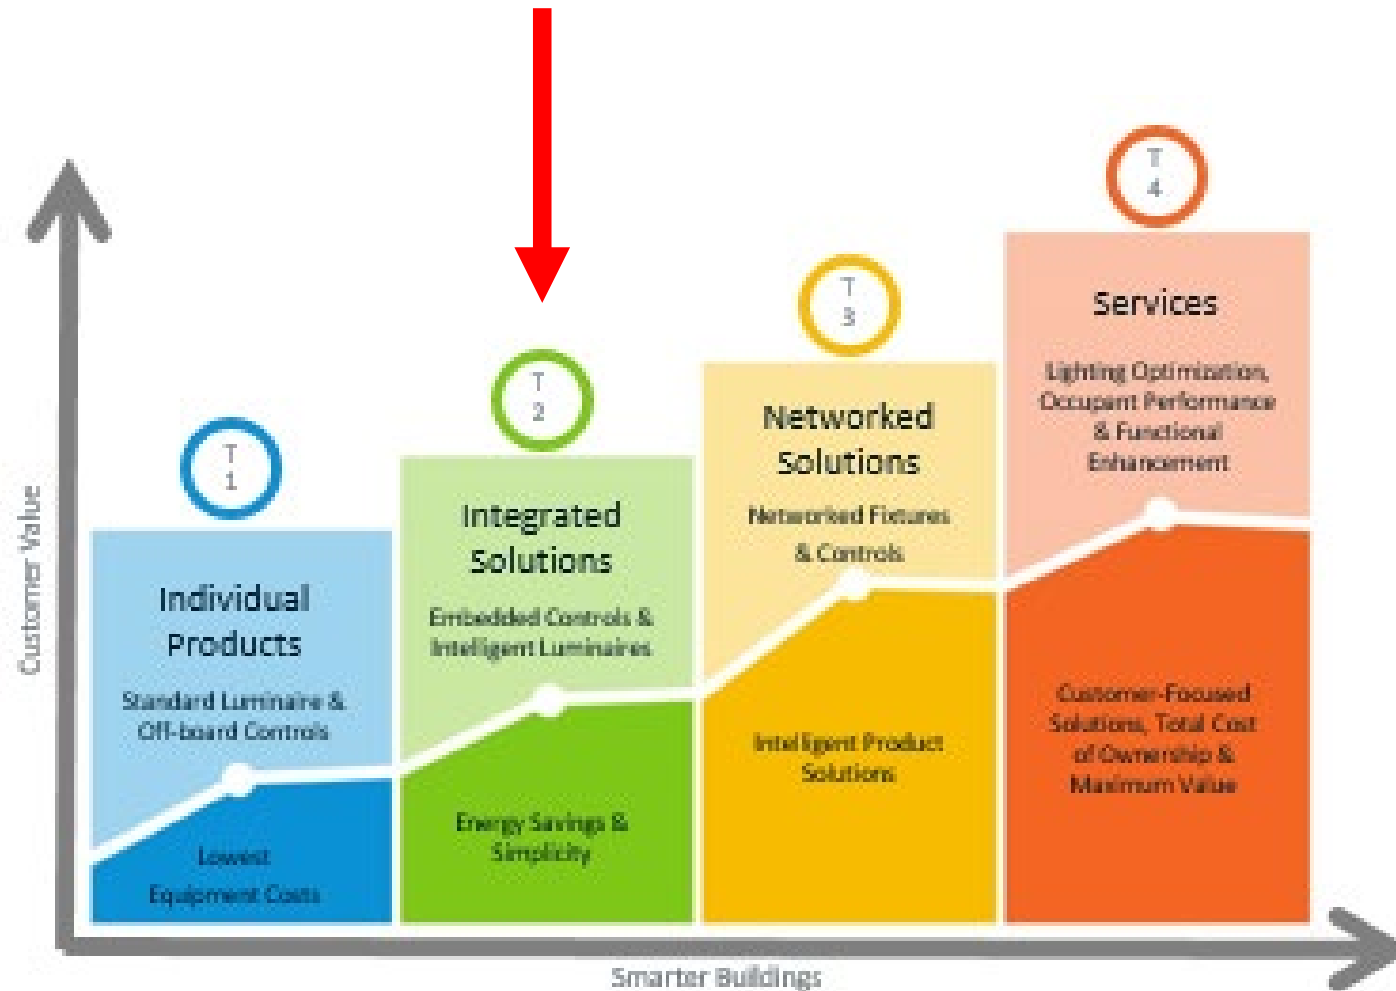 Customer Value
T
1
Individual
Products
Standard Luminaire &
Off-board Controls
Lowest
Equipment Costs
T
2
Integrated
Solutions
Embedded Controls &
Intelligent Luminaires
Energy Savings &
Simplicity
T
3
Networked
Solutions
Networked Fixtures
& Controls
Intelligent Product
Solutions
T
4
Services
Lighting Optimization,
Occupant Performance
& Functional
Enhancement
Customer-Focused
Solutions, Total Cost
of Ownership &
Maximum Value
Smarter Buildings